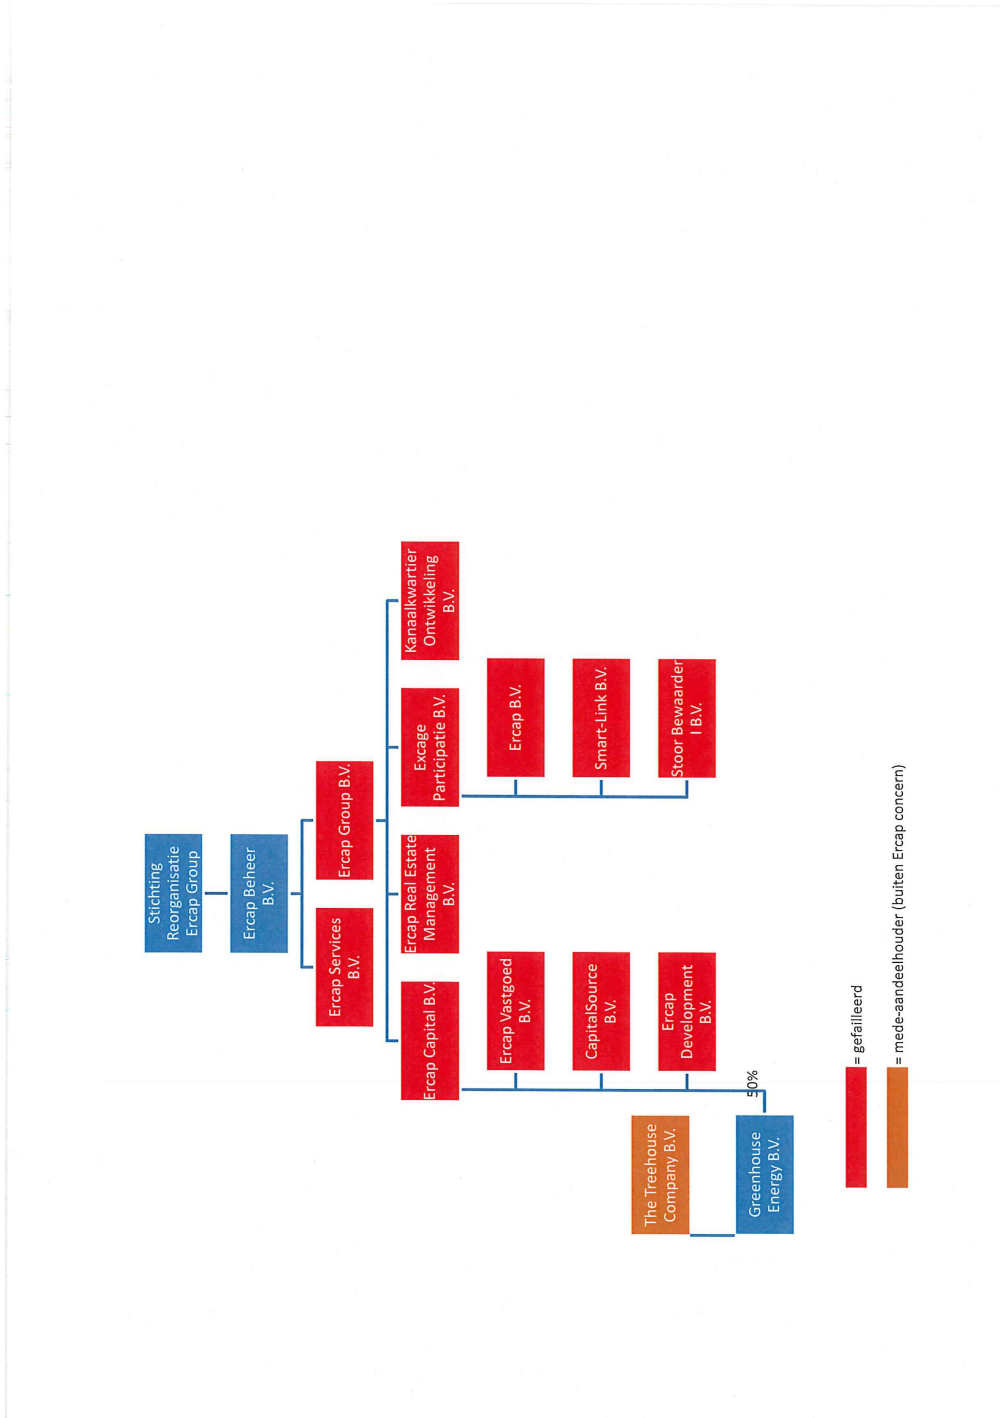 Stichting
Reorganisatie
Ercap Group
Ercap Beheer
B.V.
Ercap Services
B.V.
Ercap Group B.V.
Ercap Capital B.V.
Ercap Real Estate
Management
B.V.
Excage
Participatie B.V.
Kanaalkwartier
Ontwikkeling
B.V.
Ercap Vastgoed
B.V.
Ercap B.V.
CapitalSource
B.V.
Smart-Link B.V.
Ercap
Development
B.V.
Stoor Bewaarder
I B.V.
The Treehouse
Company B.V.
50%
Greenhouse
Energy B.V.
= gefailleerd
= mede-aandeelhouder (buiten Ercap concern)